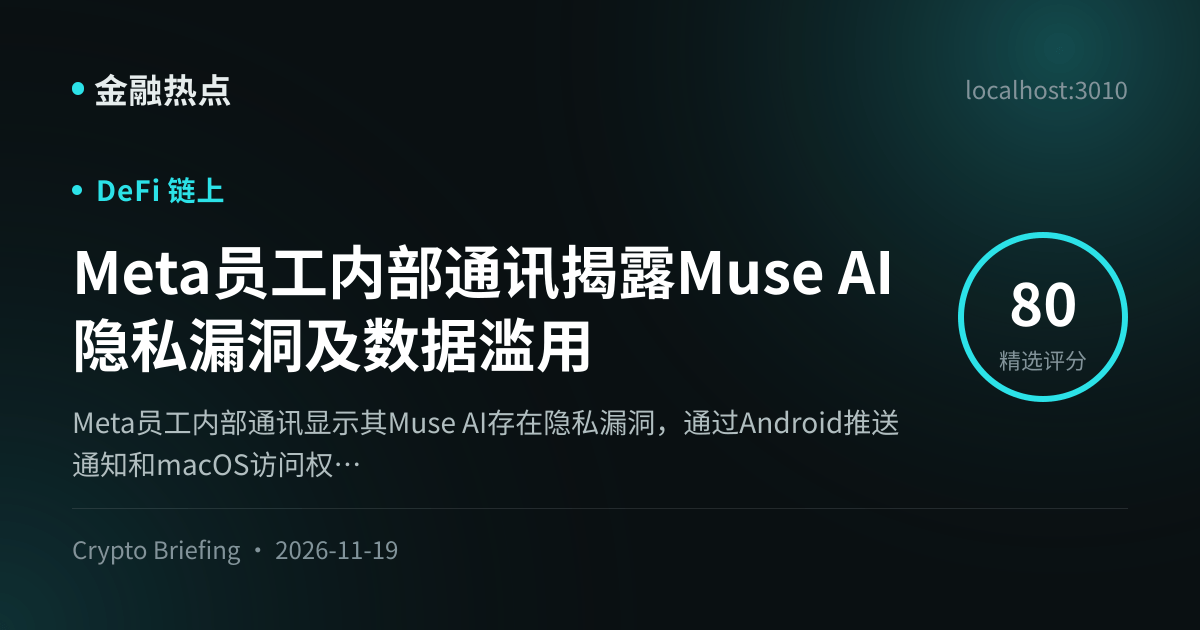 金融热点
localhost:3010
DeFi 链上
Meta员工内部通讯揭露Muse AI
隐私漏洞及数据滥用
80
精选评分
Meta员工内部通讯显示其Muse AI存在隐私漏洞，通过Android推送
通知和macOS访问权…
Crypto Briefing · 2026-11-19